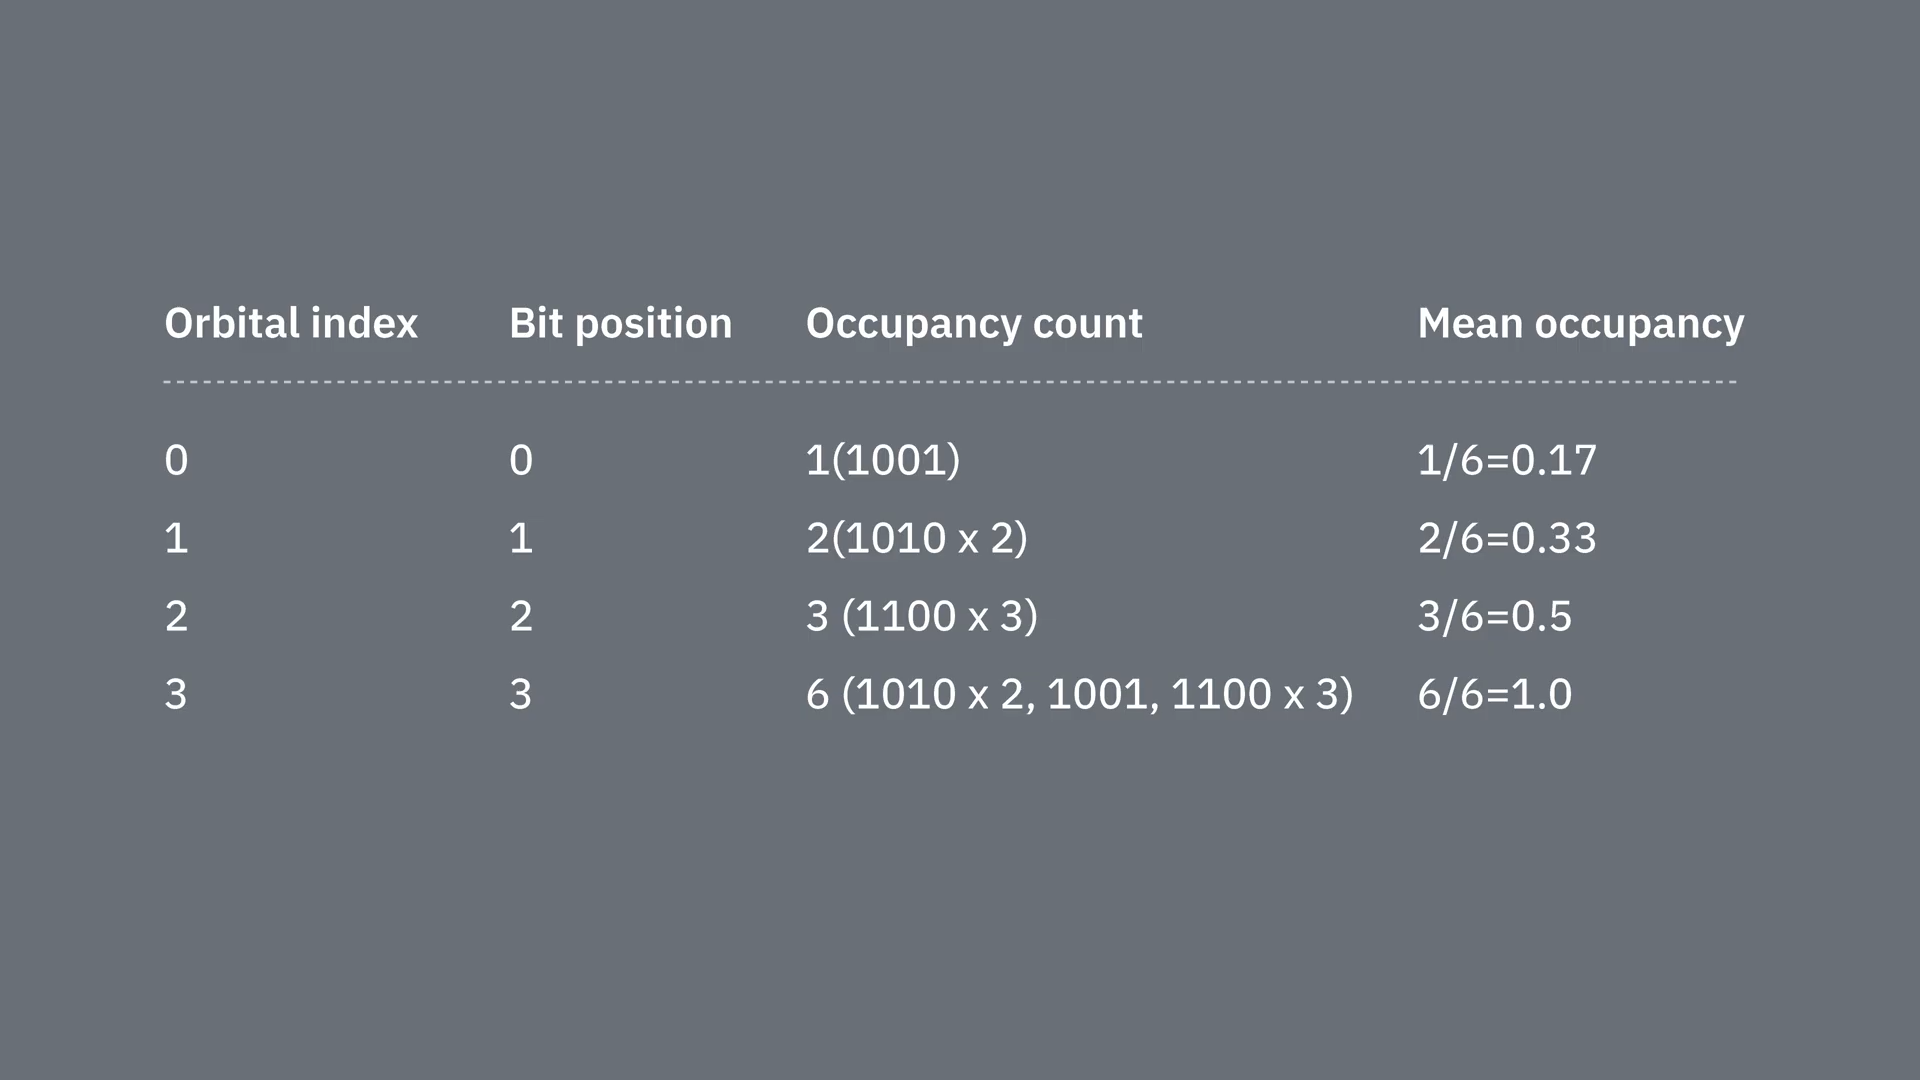 Orbital index Bit position Occupancy count Mean occupancy
0 0 1(1001) 1/6=0.17
1 1 2(1010 x 2) 2/6=0.33
2 2 3 (1100 x 3) 3/6=0.5
3 3 6 (1010 x 2, 1001, 1100 x 3) 6/6=1.0